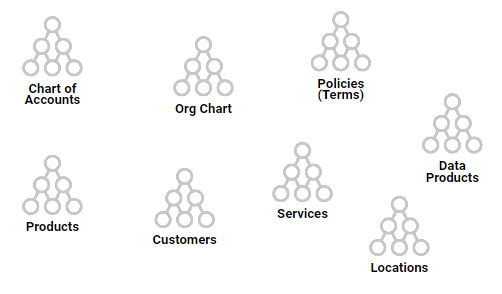 Chart of
Accounts
Org Chart
Policies
(Terms)
Data
Products
Products
Customers
Services
Locations